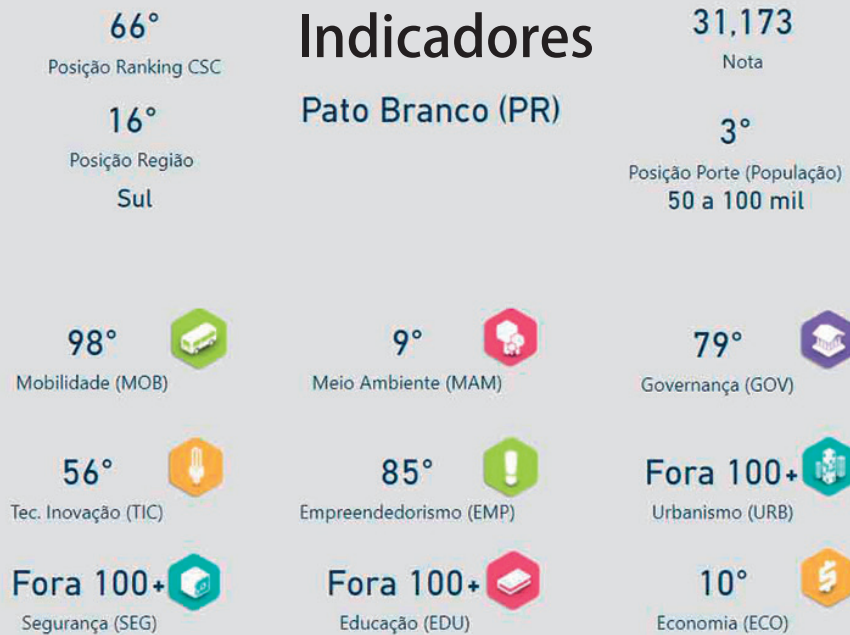 Indicadores
Pato Branco (PR)
66°
Posição Ranking CSC
16°
Posição Região
Sul
31,173
Nota
3°
Posição Porte (População)
50 a 100 mil
98°
Mobilidade (MOB)
9°
Meio Ambiente (MAM)
79°
Governança (GOV)
56°
Tec. Inovação (TIC)
85°
Empreendedorismo (EMP)
Fora 100+
Urbanismo (URB)
Fora 100+
Segurança (SEG)
Fora 100+
Educação (EDU)
10°
Economia (ECO)